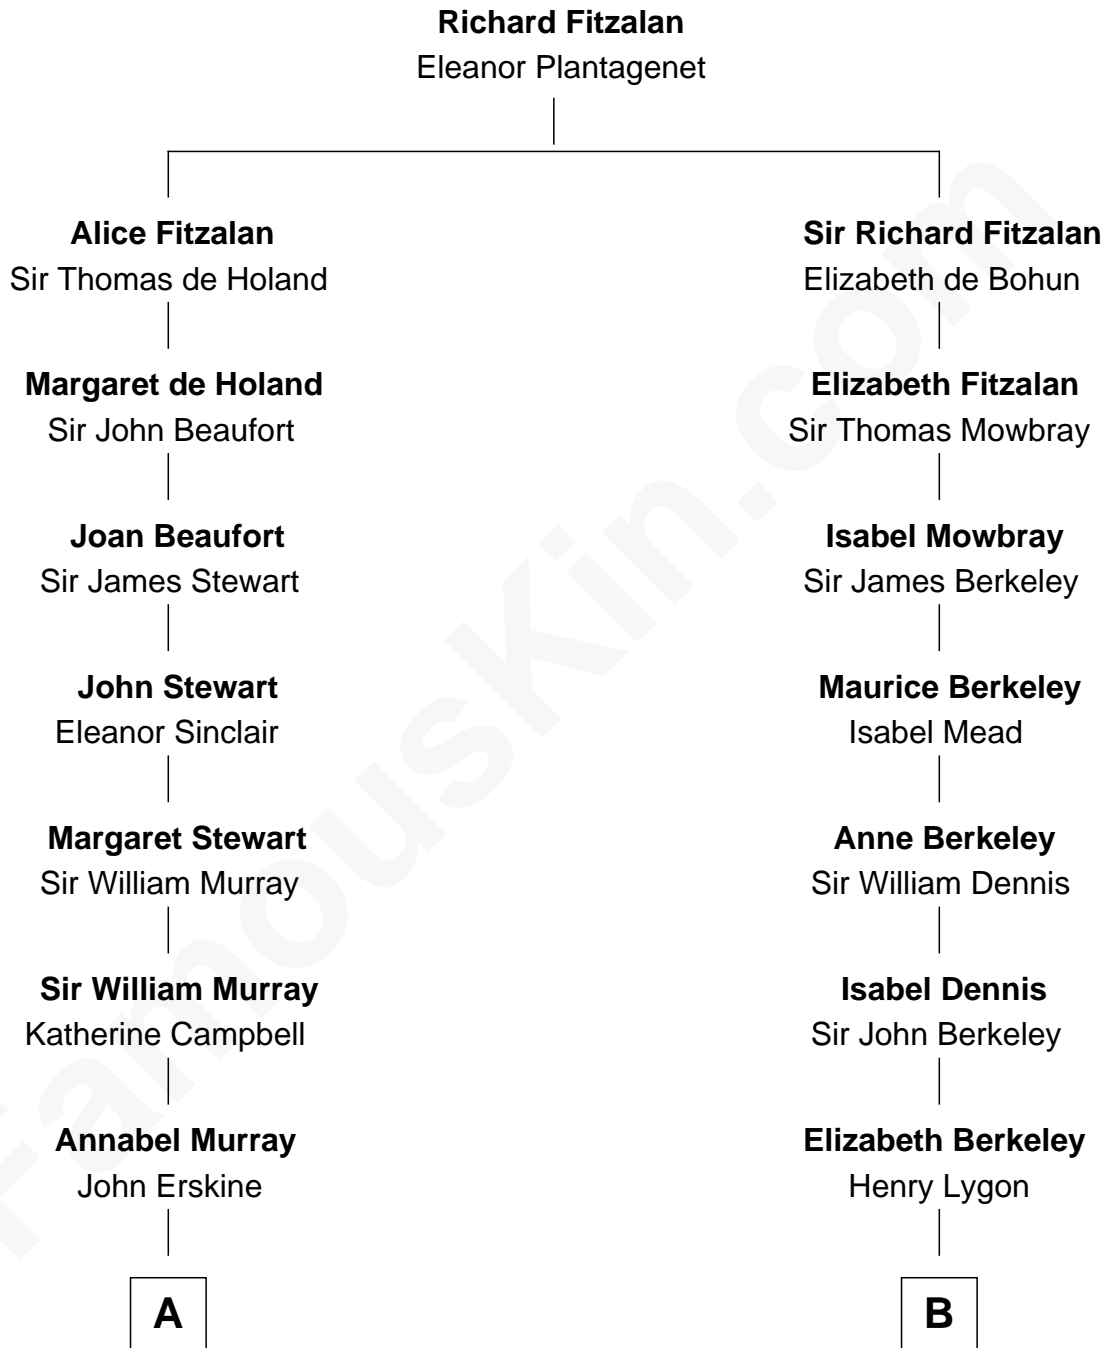 Richard Fitzalan
Eleanor Plantagenet
Alice Fitzalan
Sir Thomas de Holand
Sir Richard Fitzalan
Elizabeth de Bohun
Margaret de Holand
Sir John Beaufort
Elizabeth Fitzalan
Sir Thomas Mowbray
Joan Beaufort
Sir James Stewart
Isabel Mowbray
Sir James Berkeley
John Stewart
Eleanor Sinclair
Maurice Berkeley
Isabel Mead
Margaret Stewart
Sir William Murray
Anne Berkeley
Sir William Dennis
Sir William Murray
Katherine Campbell
Isabel Dennis
Sir John Berkeley
Annabel Murray
John Erskine
Elizabeth Berkeley
Henry Lygon
A
B
FamousKin.com